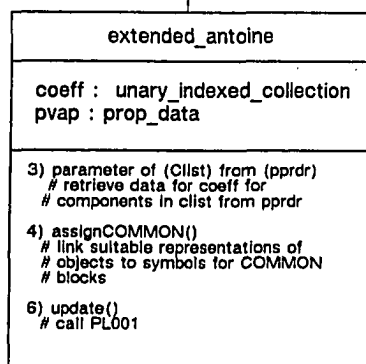 extended_antoine
coeff : unary_indexed_collection
pvap : prop_data
3) parameter of (Clist) from (pprdr)
# retrieve data for coeff for
# components in clist from pprdr
4) assignCOMMON()
# link suitable representations of
# objects to symbols for COMMON
# blocks
6) update()
# call PL001